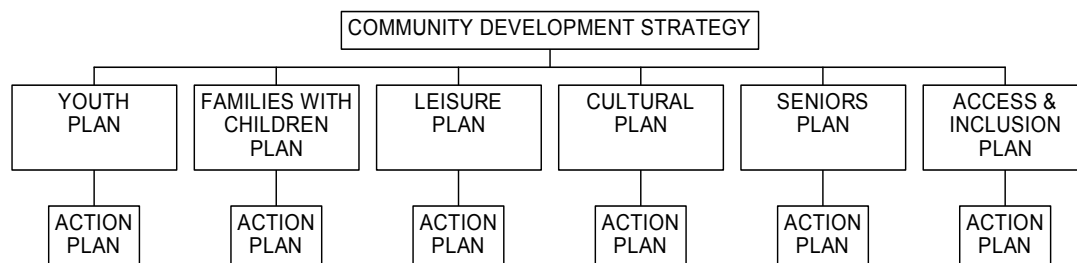 COMMUNITY DEVELOPMENT STRATEGY
YOUTH
PLAN
FAMILIES WITH
CHILDREN
PLAN
LEISURE
PLAN
CULTURAL
PLAN
SENIORS
PLAN
ACCESS &
INCLUSION
PLAN
ACTION
PLAN
ACTION
PLAN
ACTION
PLAN
ACTION
PLAN
ACTION
PLAN
ACTION
PLAN